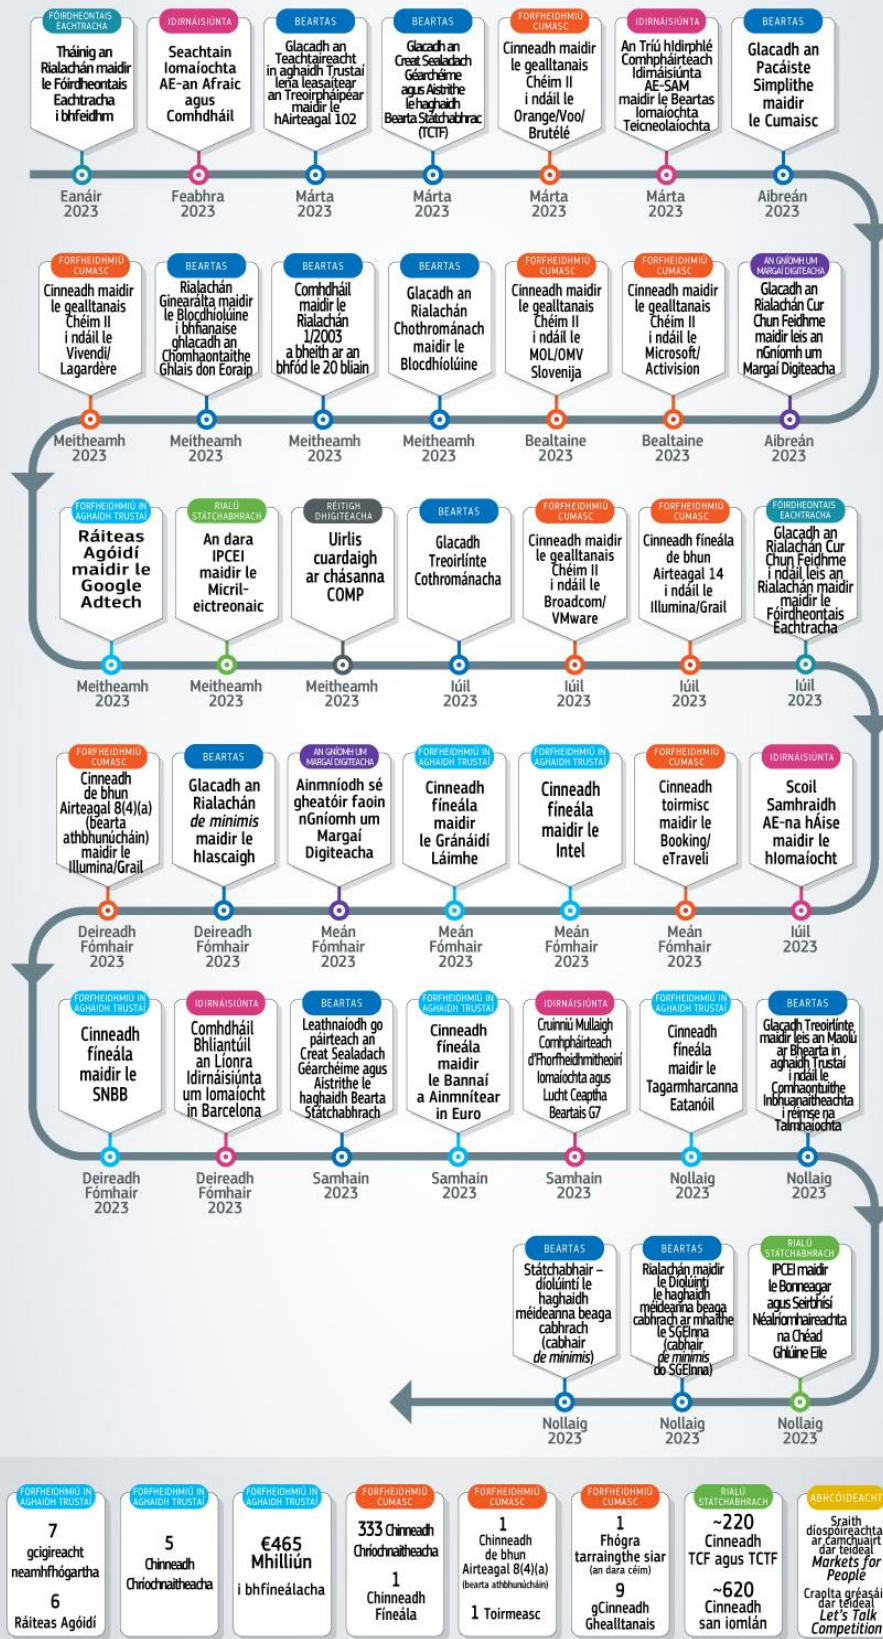 FÓIRDHEONTAIS
EACHTRACHA
Tháinig an
Rialachán maidir
le Fóirdheontais
Eachtracha
i bhfeidhm
Eanáir
2023
IDIRNÁISIÚNTA
Seachtain
Iomaíochta
AE-an Afraic
agus
Comhdháil
Feabhra
2023
BEARTAS
Glacadh an
Teachtaireacht
in aghaidh Trustaí
lena leasaítear
an Treoirpháipéar
maidir le
hAirteagal 102
Márta
2023
BEARTAS
Glacadh an
Creat Sealadach
Géarchéime
agus Aistrithe
le haghaidh
Bearta Státchabhrac
(TCTF)
Márta
2023
FORFHEIDHMIÚ
CUMASC
Cinneadh maidir
le gealltanais
Chéim II
i ndáil le
Orange/Voo/
Brutélé
Márta
2023
IDIRNÁISIÚNTA
An Tríú hIdirphlé
Comhpháirteach
Idirnáisiúnta
AE-SAM
maidir le Beartas
Iomaíochta
Teicneolaíochta
Márta
2023
BEARTAS
Glacadh an
Pacáiste
Simplithe
maidir
le Cumaisc
Aibreán
2023
FORFHEIDHMIÚ
CUMASC
Cinneadh maidir
le gealltanais
Chéim II
i ndáil le
Vivendi/
Lagardère
Meitheamh
2023
BEARTAS
Rialachán
Ginearálta maidir
le Blocdhíolúine
i bhfianaise
ghlacadh an
Chomhaontaithe
Ghlais don Eoraip
Meitheamh
2023
BEARTAS
Comhdháil
maidir le
Rialachán
1/2003
a bheith ar an
bhfód le 20 bliain
Meitheamh
2023
BEARTAS
Glacadh an
Rialachán
Chothrománach
maidir le
Blocdhíolúine
Meitheamh
2023
FORFHEIDHMIÚ
CUMASC
Cinneadh maidir
le gealltanais
Chéim II
i ndáil le
MOL/OMV
Slovenija
Bealtaine
2023
FORFHEIDHMIÚ
CUMASC
Cinneadh maidir
le gealltanais
Chéim II
i ndáil le
Microsoft/
Activision
Bealtaine
2023
AN GNÍOMH UM
MARGAÍ DIGITEACHA
Glacadh an
Rialachán Cur
Chun Feidhme
maidir leis an
nGníomh um
Margaí Digiteacha
Aibreán
2023
FORFHEIDHMIÚ IN
AGHAIDH TRUSTAÍ
Ráiteas
Agóidí
maidir le
Google
Adtech
Meitheamh
2023
RIALÚ
STÁTCHABHRACH
An dara
IPCEI
maidir le
Micril-
eictreonaic
Meitheamh
2023
RÉITIGH
DHIGITEACHA
Uirlis
cuardaigh
ar chásanna
COMP
Meitheamh
2023
BEARTAS
Glacadh
Treoirlínte
Cothrománacha
Iúil
2023
FORFHEIDHMIÚ
CUMASC
Cinneadh maidir
le gealltanais
Chéim II
i ndáil le
Broadcom/
VMware
Iúil
2023
FORFHEIDHMIÚ
CUMASC
Cinneadh fíneála
de bhun
Airteagal 14
i ndáil le
Illumina/Grail
Iúil
2023
FÓIRDHEONTAIS
EACHTRACHA
Glacadh an
Rialachán Cur
Chun Feidhme
i ndáil leis an
Rialachán maidir
maidir le
Fóirdheontais
Eachtracha
Iúil
2023
FORFHEIDHMIÚ
CUMASC
Cinneadh
de bhun
Airteagal 8(4)(a)
(bearta
athbhunúcháin)
maidir le
Illumina/Grail
Deireadh
Fómhair
2023
BEARTAS
Glacadh an
Rialachán
de minimis
maidir le
hIascaigh
Deireadh
Fómhair
2023
AN GNÍOMH UM
MARGAÍ DIGITEACHA
Ainmníodh sé
gheatóir faoin
nGníomh um
Margaí
Digiteacha
Meán
Fómhair
2023
FORFHEIDHMIÚ IN
AGHAIDH TRUSTAÍ
Cinneadh
fíneála
maidir
le Gránáidí
Láimhe
Meán
Fómhair
2023
FORFHEIDHMIÚ IN
AGHAIDH TRUSTAÍ
Cinneadh
fíneála
maidir le
Intel
Meán
Fómhair
2023
FORFHEIDHMIÚ
CUMASC
Cinneadh
toirmisc
maidir le
Booking/
eTraveli
Meán
Fómhair
2023
IDIRNÁISIÚNTA
Scoil
Samhraidh
AE-na hÁise
maidir le
hIomaíocht
Iúil
2023
FORFHEIDHMIÚ IN
AGHAIDH TRUSTAÍ
Cinneadh
fíneála
maidir le
SNBB
Deireadh
Fómhair
2023
IDIRNÁISIÚNTA
Comhdháil
Bhliantúil
an Líonra
Idirnáisiúnta
um Iomaíocht
in Barcelona
Deireadh
Fómhair
2023
BEARTAS
Leathnaíodh go
páirteach an
Creat Sealadach
Géarchéime agus
Aistrithe le
haghaidh Bearta
Státchabhrach
Samhain
2023
FORFHEIDHMIÚ IN
AGHAIDH TRUSTAÍ
Cinneadh
fíneála
maidir
le Bannaí
a Ainmnítear
in Euro
Samhain
2023
IDIRNÁISIÚNTA
Cruinniú Mullaigh
Comhpháirteach
d'Fhorfheidhmitheoirí
Iomaíochta agus
Lucht Ceaptha
Beartais G7
Samhain
2023
FORFHEIDHMIÚ IN
AGHAIDH TRUSTAÍ
Cinneadh
fíneála
maidir le
Tagarmharcanna
Eatanóil
Nollaig
2023
BEARTAS
Glacadh Treoirlínte
maidir leis an Maolú
ar Bhearta in
aghaidh Trustaí
i ndáil le
Comhaontuithe
Inbhuanaitheachta
i réimse na
Talmhaíochta
Nollaig
2023
BEARTAS
Státchabhair –
díolúintí le
haghaidh
méideanna beaga
cabhrach
(cabhair
de minimis)
Nollaig
2023
BEARTAS
Rialachán maidir
le Díolúintí
le haghaidh
méideanna beaga
cabhrach ar mhaithe
le SGEInna
(cabhair
de minimis
do SGEInna)
Nollaig
2023
RIALÚ
STÁTCHABHRACH
IPCEI maidir
le Bonneagar
agus Seirbhísí
Néalríomhaireachta
na Chéad
Ghlúine Eile
Nollaig
2023
FORFHEIDHMIÚ IN
AGHAIDH TRUSTAÍ
7
gcigireacht
neamhfhógartha
6
Ráiteas Agóidí
FORFHEIDHMIÚ IN
AGHAIDH TRUSTAÍ
5
Chinneadh
Chríochnaitheacha
FORFHEIDHMIÚ IN
AGHAIDH TRUSTAÍ
€465
Mhilliún
i bhfíneálacha
FORFHEIDHMIÚ
CUMASC
333 Chinneadh
Chríochnaitheacha
1
Chinneadh
Fíneála
FORFHEIDHMIÚ
CUMASC
1
Chinneadh
de bhun
Airteagal 8(4)(a)
(bearta athbhunúcháin)
1 Toirmeasc
FORFHEIDHMIÚ
CUMASC
1
Fhógra
tarraingthe siar
(an dara céim)
9
gCinneadh
Ghealltanais
RIALÚ
STÁTCHABHRACH
~220
Cinneadh
TCF agus TCTF
~620
Cinneadh
san iomlán
ABHCÓIDEACHT
Sraith
díospóireachta
ar camchuairt
dar teideal
Markets for
People
Craolta gréasái
dar teideal
Let's Talk
Competition